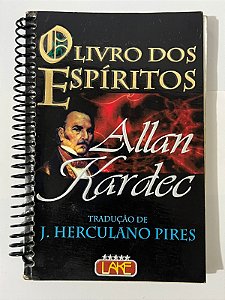 O LIVRO DOS
ESPÍRITOS
Allan
Kardec
TRADUÇÃO DE
J. HERCULANO PIRES
LAKE